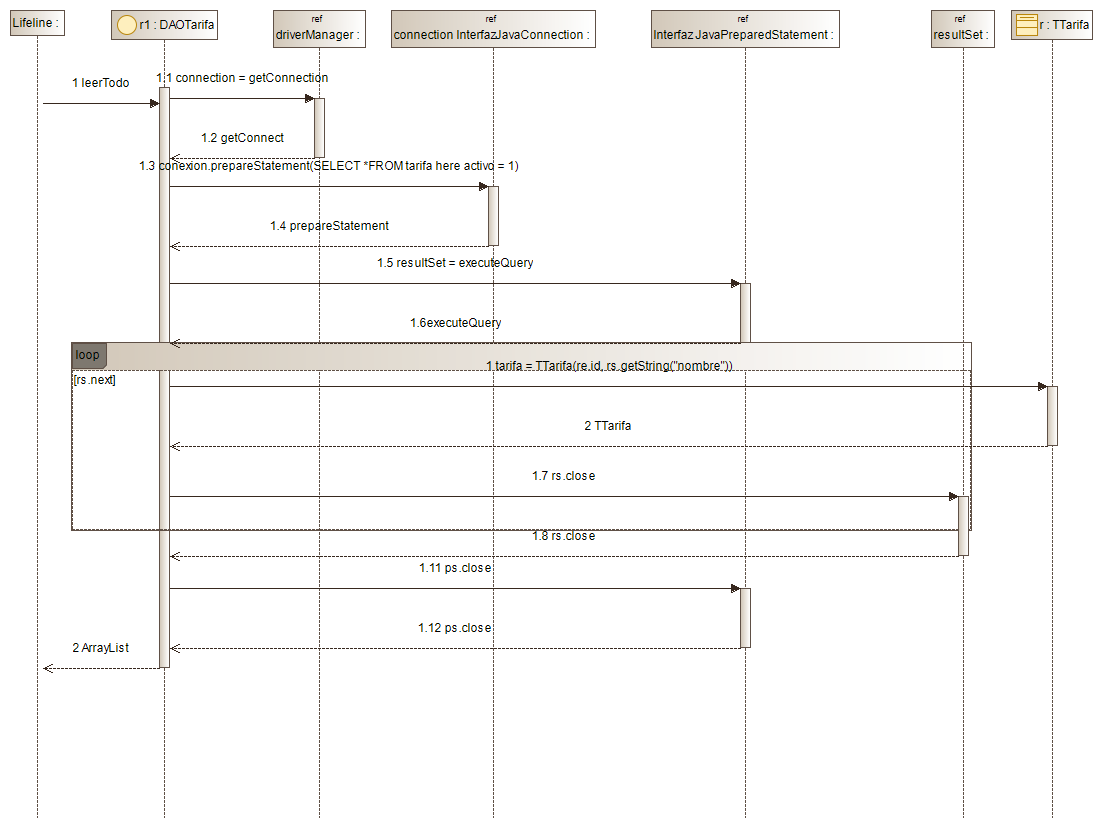 Lifeline :
r1 : DAOTarifa
ref
driverManager :
ref
connection InterfazJavaConnection :
ref
InterfazJavaPreparedStatement :
ref
resultSet :
r : TTarifa
1 leerTodo
1.1 connection = getConnection
1.2 getConnect
1.3 conexion.prepareStatement(SELECT *FROM tarifa here activo = 1)
1.4 prepareStatement
1.5 resultSet = executeQuery
1.6executeQuery
loop
1 tarifa = TTarifa(re.id, rs.getString("nombre"))
[rs.next]
2 TTarifa
1.7 rs.close
1.8 rs.close
1.11 ps.close
1.12 ps.close
2 ArrayList